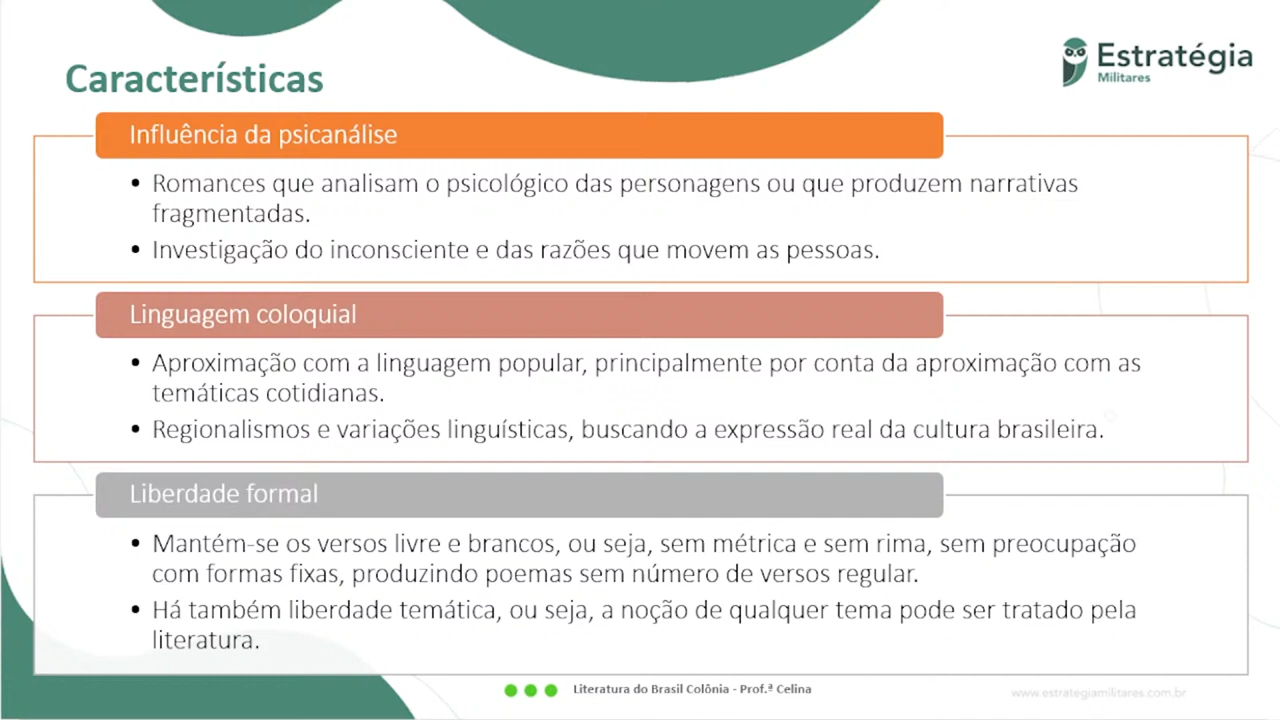 Estratégia
Militares
Características
Influência da psicanálise
• Romances que analisam o psicológico das personagens ou que produzem narrativas
fragmentadas.
• Investigação do inconsciente e das razões que movem as pessoas.
Linguagem coloquial
• Aproximação com a linguagem popular, principalmente por conta da aproximação com as
temáticas cotidianas.
• Regionalismos e variações linguísticas, buscando a expressão real da cultura brasileira.
Liberdade formal
• Mantém-se os versos livre e brancos, ou seja, sem métrica e sem rima, sem preocupação
com formas fixas, produzindo poemas sem número de versos regular.
• Há também liberdade temática, ou seja, a noção de qualquer tema pode ser tratado pela
literatura.
Literatura do Brasil Colônia - Prof.ª Celina
www.estrategiamilitares.com.br